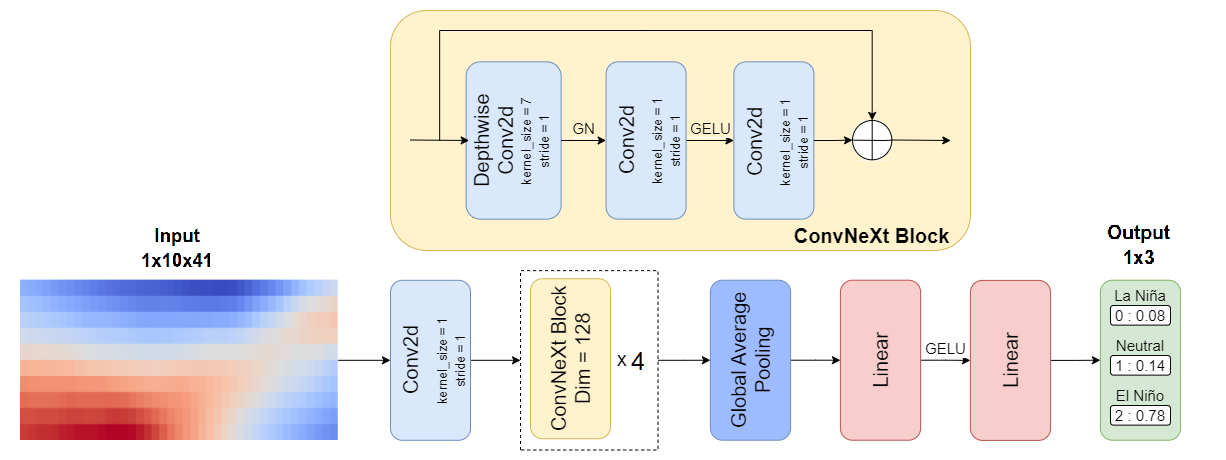 Depthwise
Conv2d
kernel_size = 7
stride = 1
GN
Conv2d
kernel_size = 1
stride = 1
GELU
Conv2d
kernel_size = 1
stride = 1
ConvNeXt Block
Input
1x10x41
Conv2d
kernel_size = 1
stride = 1
ConvNeXt Block
Dim = 128
x 4
Global Average
Pooling
Linear
GELU
Linear
Output
1x3
La Niña
0 : 0.08
Neutral
1 : 0.14
El Niño
2 : 0.78